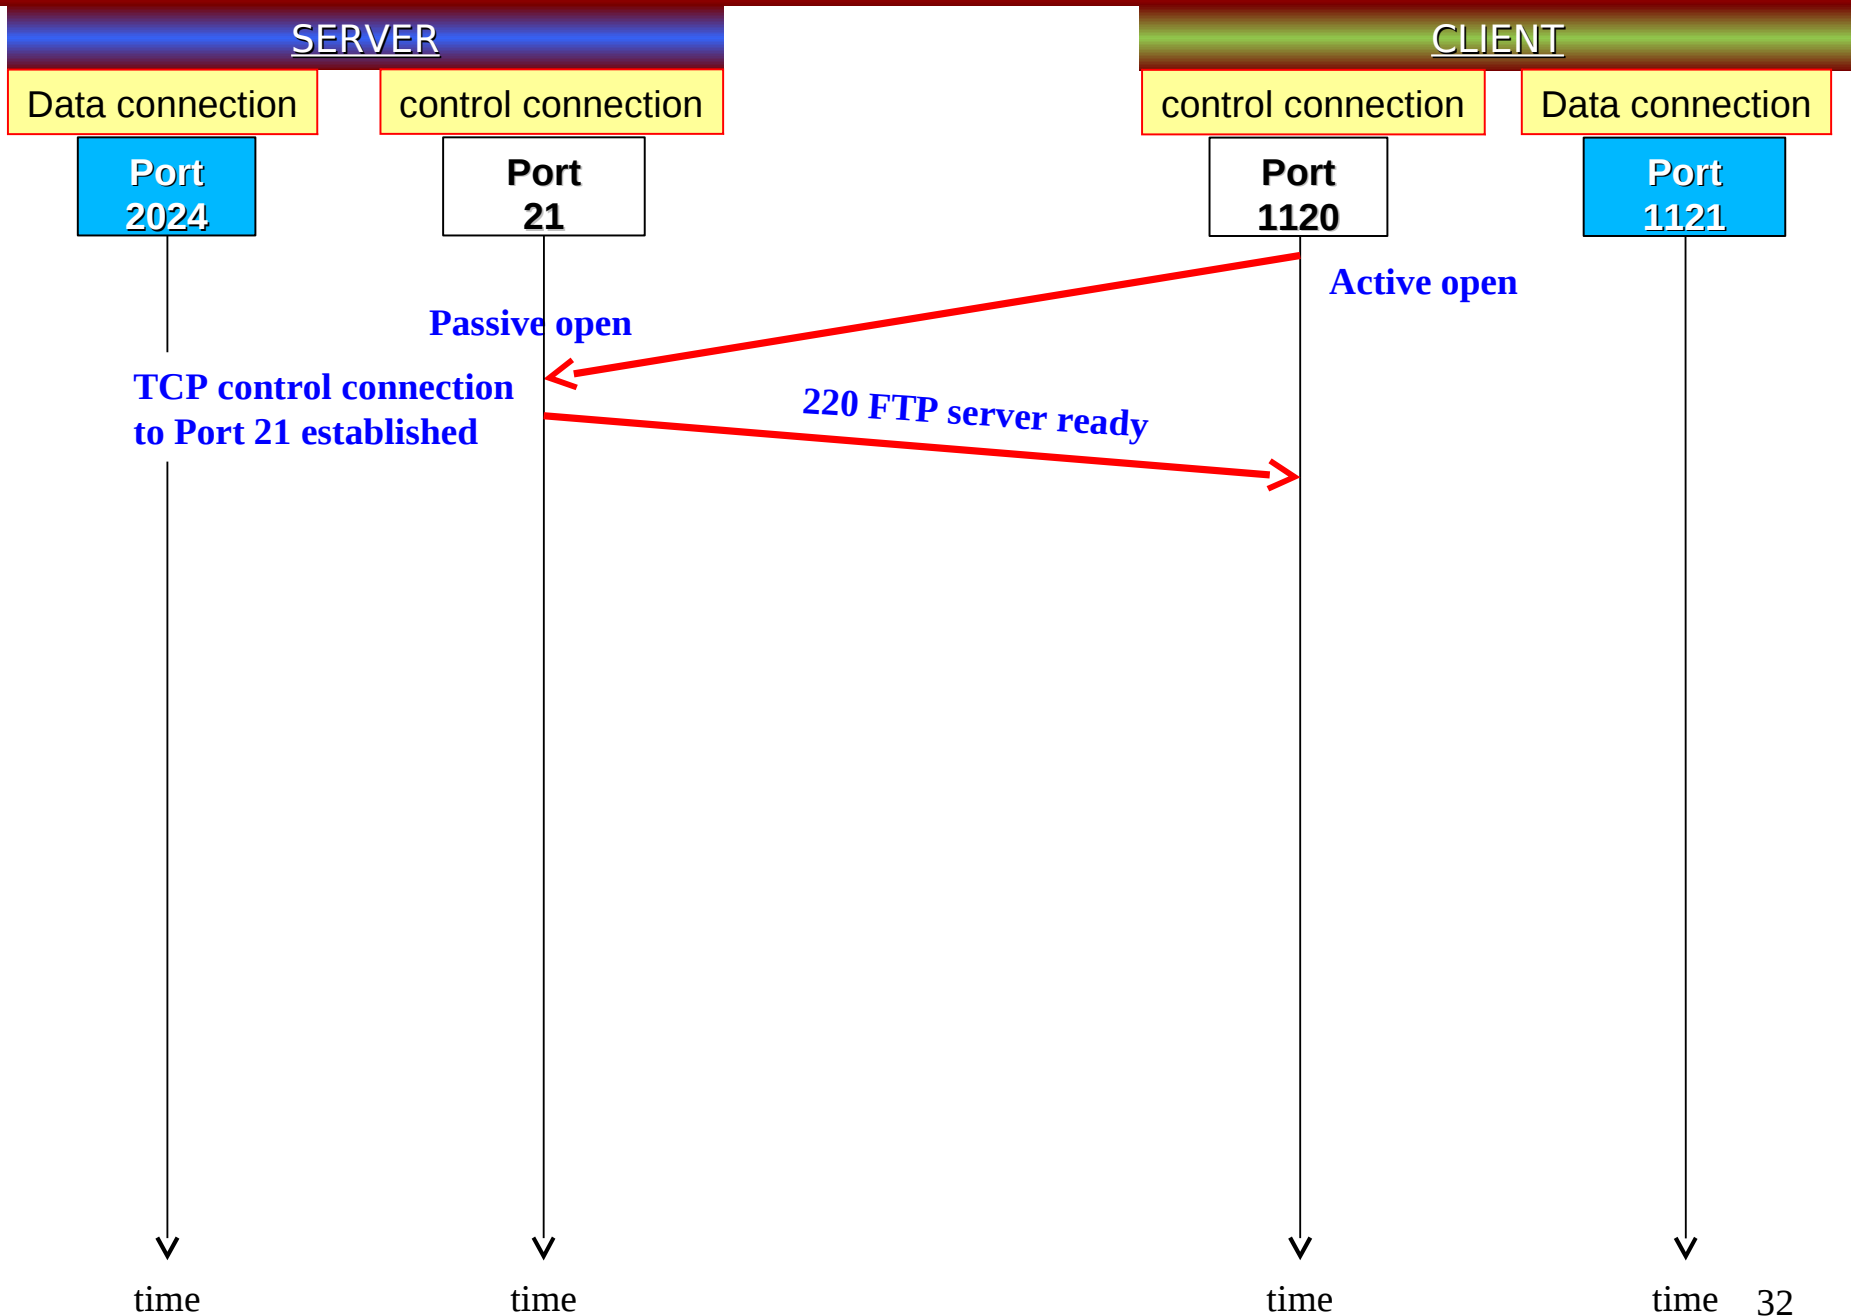 SERVER
CLIENT
Data connection
control connection
control connection
Data connection
Port
2024
Port
21
Port
1120
Port
1121
Active open
Passive open
TCP control connection
to Port 21 established
220 FTP server ready
time
time
time
time
32